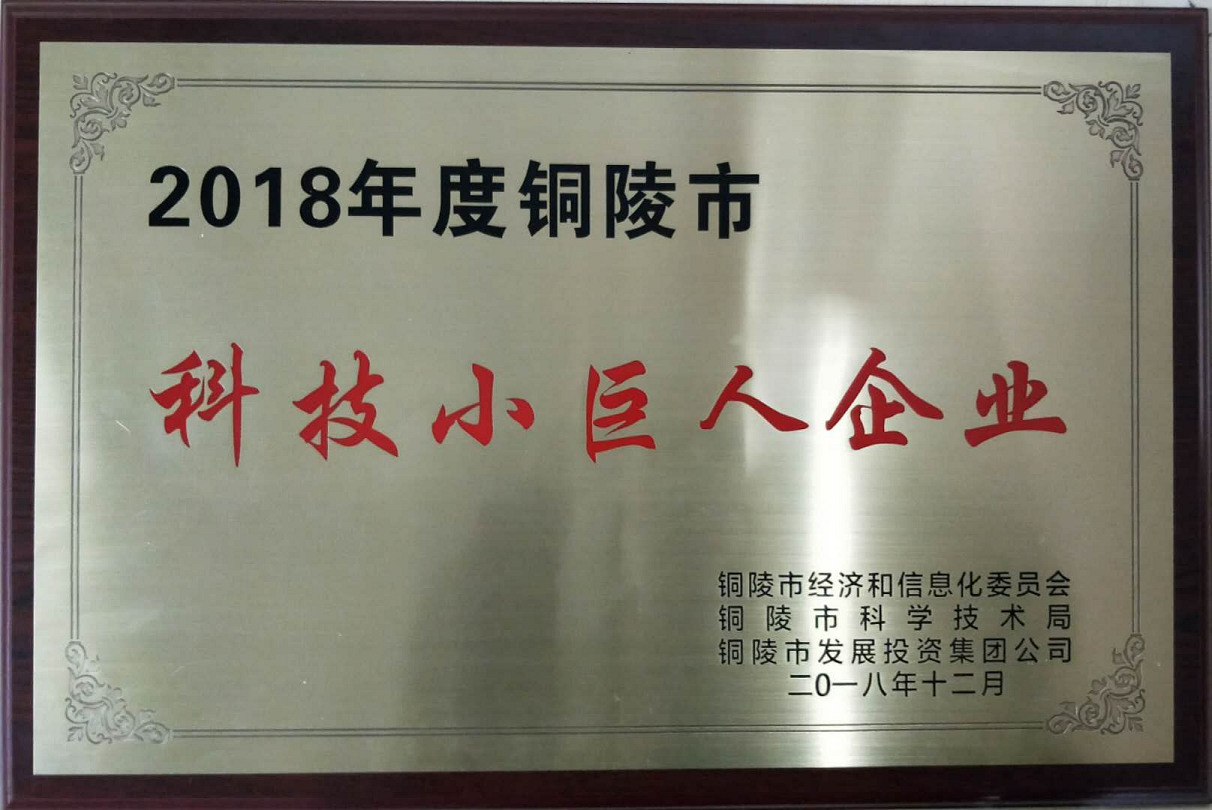 2018年度铜陵市
科技小巨人企业
铜陵市经济和信息化委员会
铜陵市科学技术局
铜陵市发展投资集团公司
二0一八年十二月